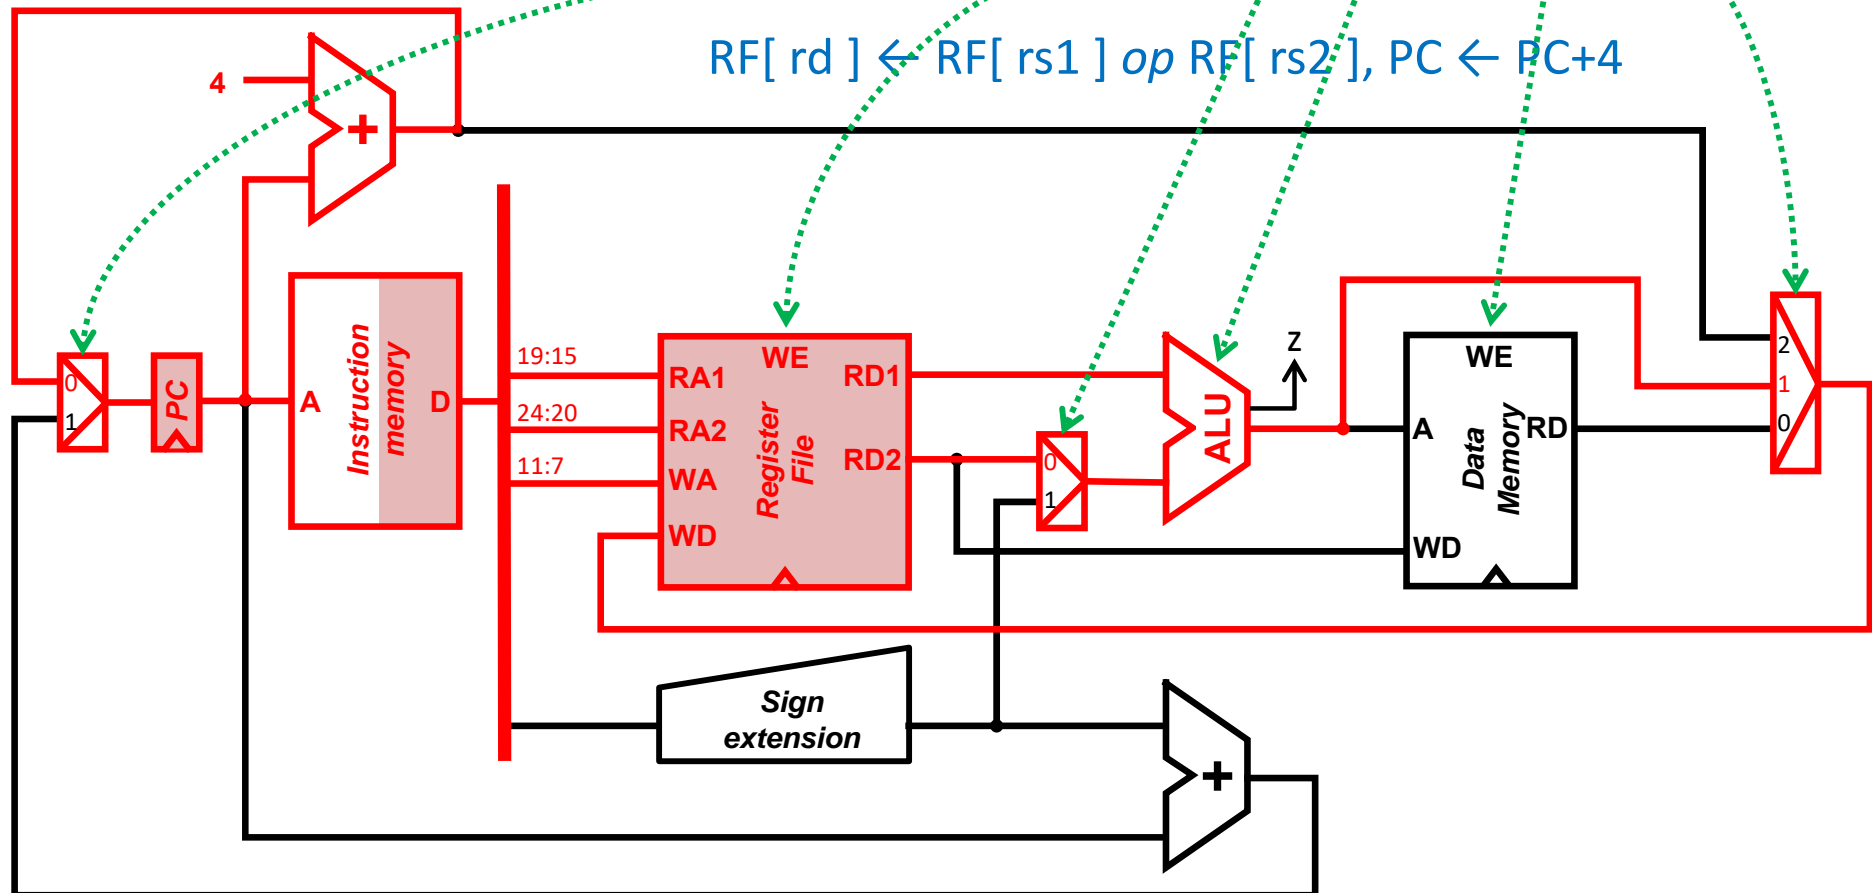 RF[ rd ] ← RF[ rs1 ] op RF[ rs2 ], PC ← PC+4
4
+
0
1
PC
A
Instruction
memory
D
19:15
24:20
11:7
RA1
RA2
WA
WD
WE
RD1
RD2
Register
File
0
1
ALU
Z
WE
A
RD
WD
Data
Memory
2
1
0
Sign
extension
+